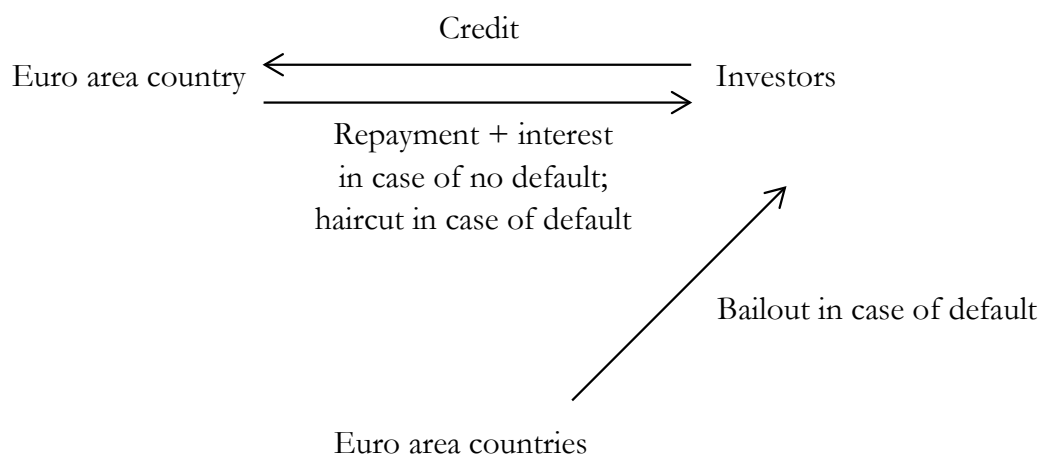 Credit
Euro area country
Investors
Repayment + interest
in case of no default;
haircut in case of default
Bailout in case of default
Euro area countries